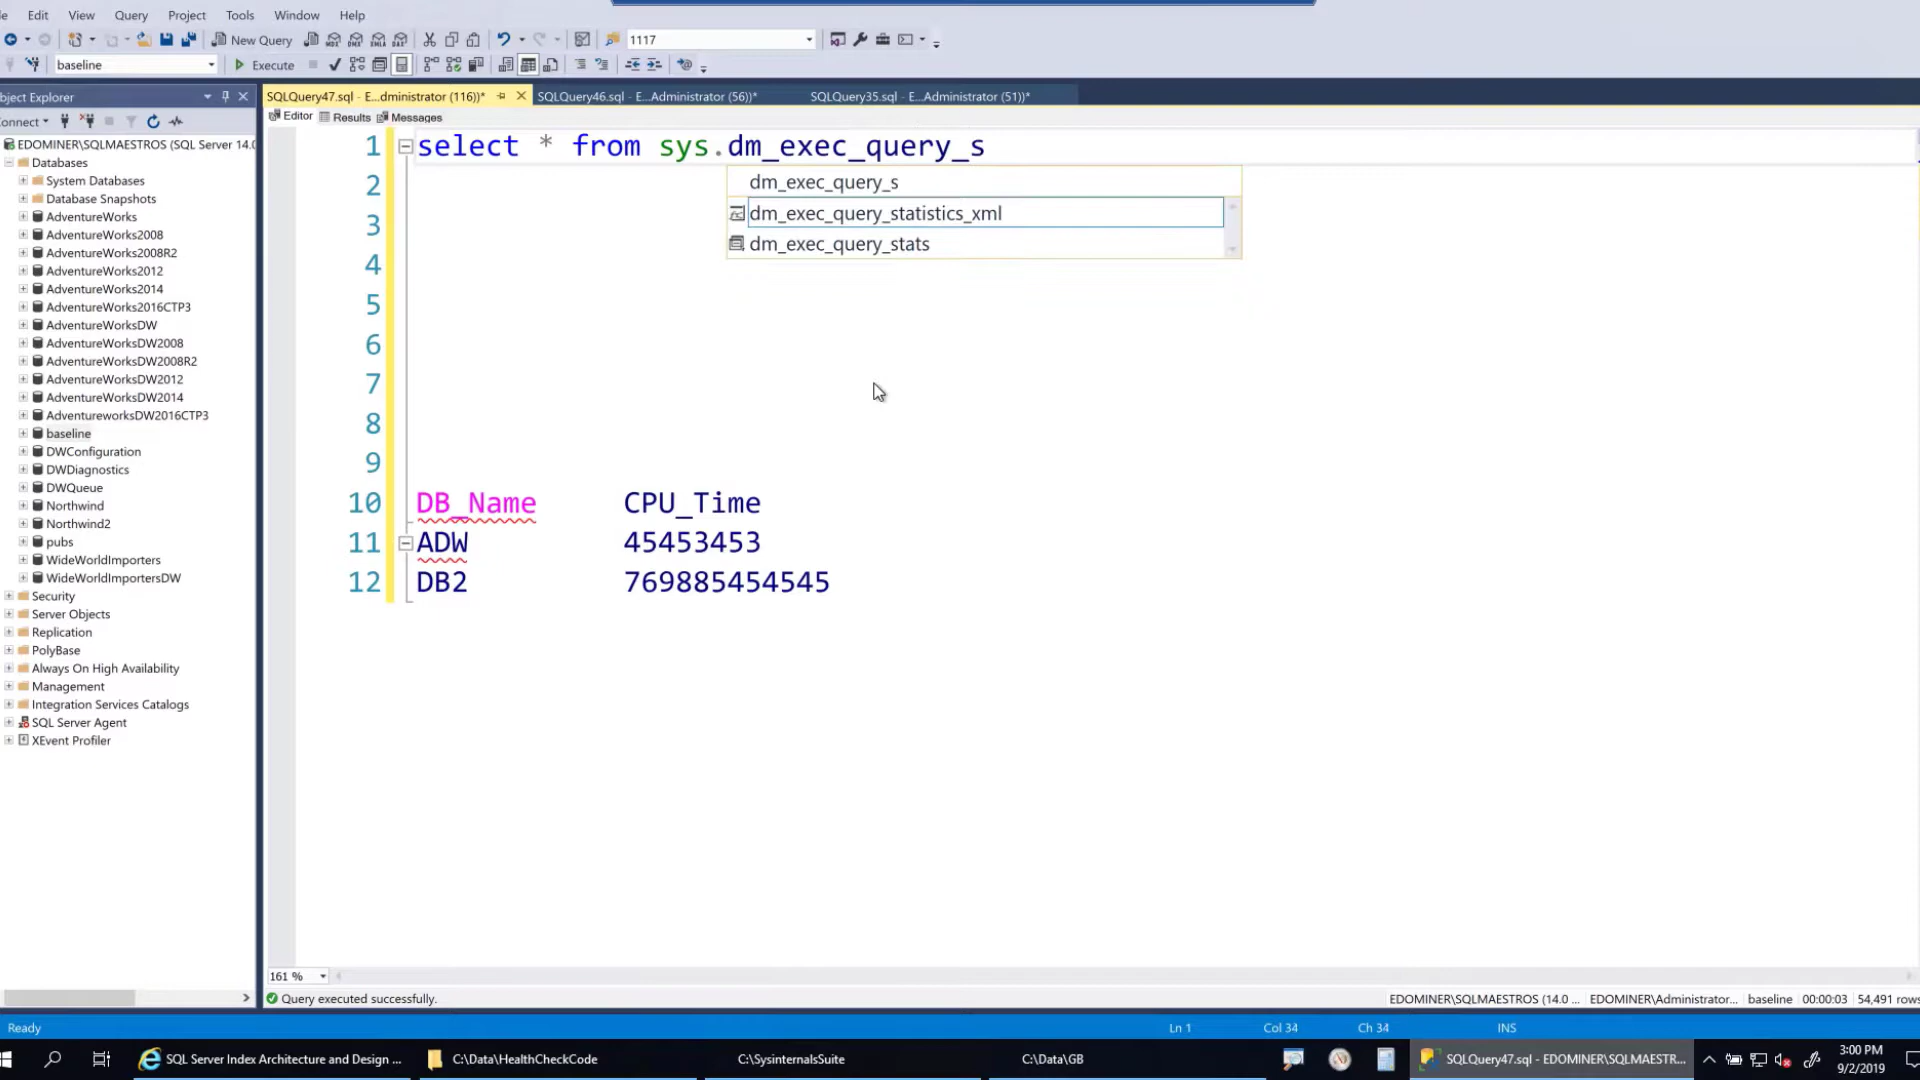 Edit View Query Project Tools Window Help
New Query 1117
baseline Execute
SQLQuery47.sql - E...dministrator (116))* SQLQuery46.sql - E...Administrator (56))* SQLQuery35.sql - E...Administrator (51))*
Editor Results Messages
bject Explorer
onnect
EDOMINER\SQLMAESTROS (SQL Server 14.0
Databases
System Databases
Database Snapshots
AdventureWorks
AdventureWorks2008
AdventureWorks2008R2
AdventureWorks2012
AdventureWorks2014
AdventureWorks2016CTP3
AdventureWorksDW
AdventureWorksDW2008
AdventureWorksDW2008R2
AdventureWorksDW2012
AdventureWorksDW2014
AdventureworksDW2016CTP3
baseline
DWConfiguration
DWDiagnostics
DWQueue
Northwind
Northwind2
pubs
WideWorldImporters
WideWorldImportersDW
Security
Server Objects
Replication
PolyBase
Always On High Availability
Management
Integration Services Catalogs
SQL Server Agent
XEvent Profiler
1 select * from sys.dm_exec_query_s
dm_exec_query_s
dm_exec_query_statistics_xml
dm_exec_query_stats
2
3
4
5
6
7
8
9
10 DB_Name CPU_Time
11 ADW 45453453
12 DB2 769885454545
161 %
Query executed successfully. EDOMINER\SQLMAESTROS (14.0 ... EDOMINER\Administrator... baseline 00:00:03 54,491 rows
Ready Ln 1 Col 34 Ch 34 INS
SQL Server Index Architecture and Design ... C:\Data\HealthCheckCode C:\SysinternalsSuite C:\Data\GB SQLQuery47.sql - EDOMINER\SQLMAESTR... 3:00 PM
9/2/2019